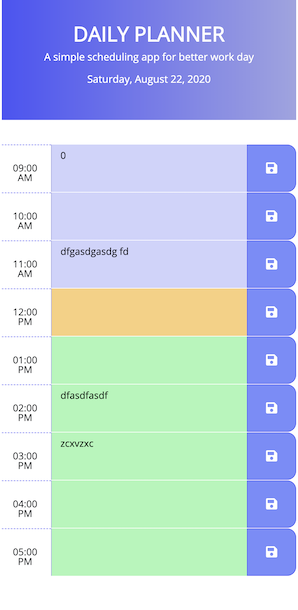 DAILY PLANNER
A simple scheduling app for better work day
Saturday, August 22, 2020
09:00
AM
0
10:00
AM
11:00
AM
dfgasdgasdg fd
12:00
PM
01:00
PM
02:00
PM
dfasdfasdf
03:00
PM
zcxvzxc
04:00
PM
05:00
PM